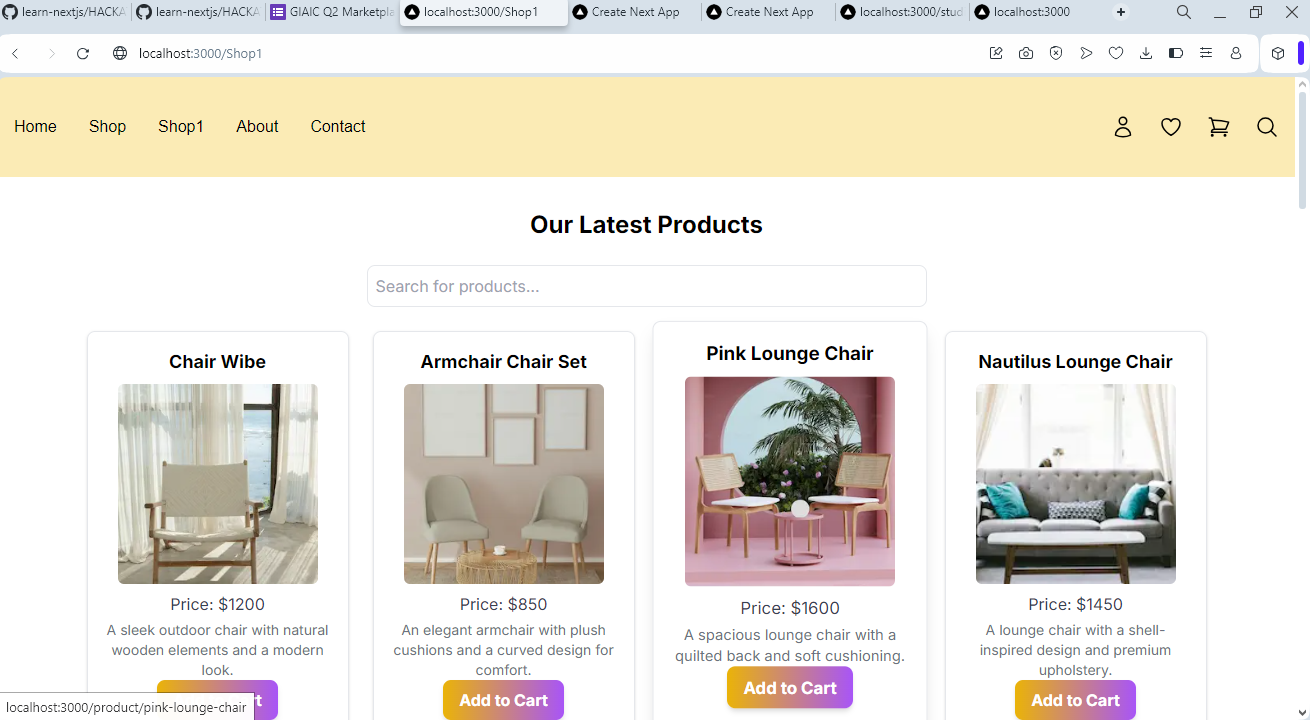 learn-nextjs/HACKA
learn-nextjs/HACKA
GIAIC Q2 Marketpla
localhost:3000/Shop1
Create Next App
Create Next App
localhost:3000/stud
localhost:3000
localhost:3000/Shop1
Home
Shop
Shop1
About
Contact
Our Latest Products
Search for products...
Chair Wibe
Price: $1200
A sleek outdoor chair with natural
wooden elements and a modern
look.
t
Armchair Chair Set
Price: $850
An elegant armchair with plush
cushions and a curved design for
comfort.
Add to Cart
Pink Lounge Chair
Price: $1600
A spacious lounge chair with a
quilted back and soft cushioning.
Add to Cart
Nautilus Lounge Chair
Price: $1450
A lounge chair with a shell-
inspired design and premium
upholstery.
Add to Cart
localhost:3000/product/pink-lounge-chair